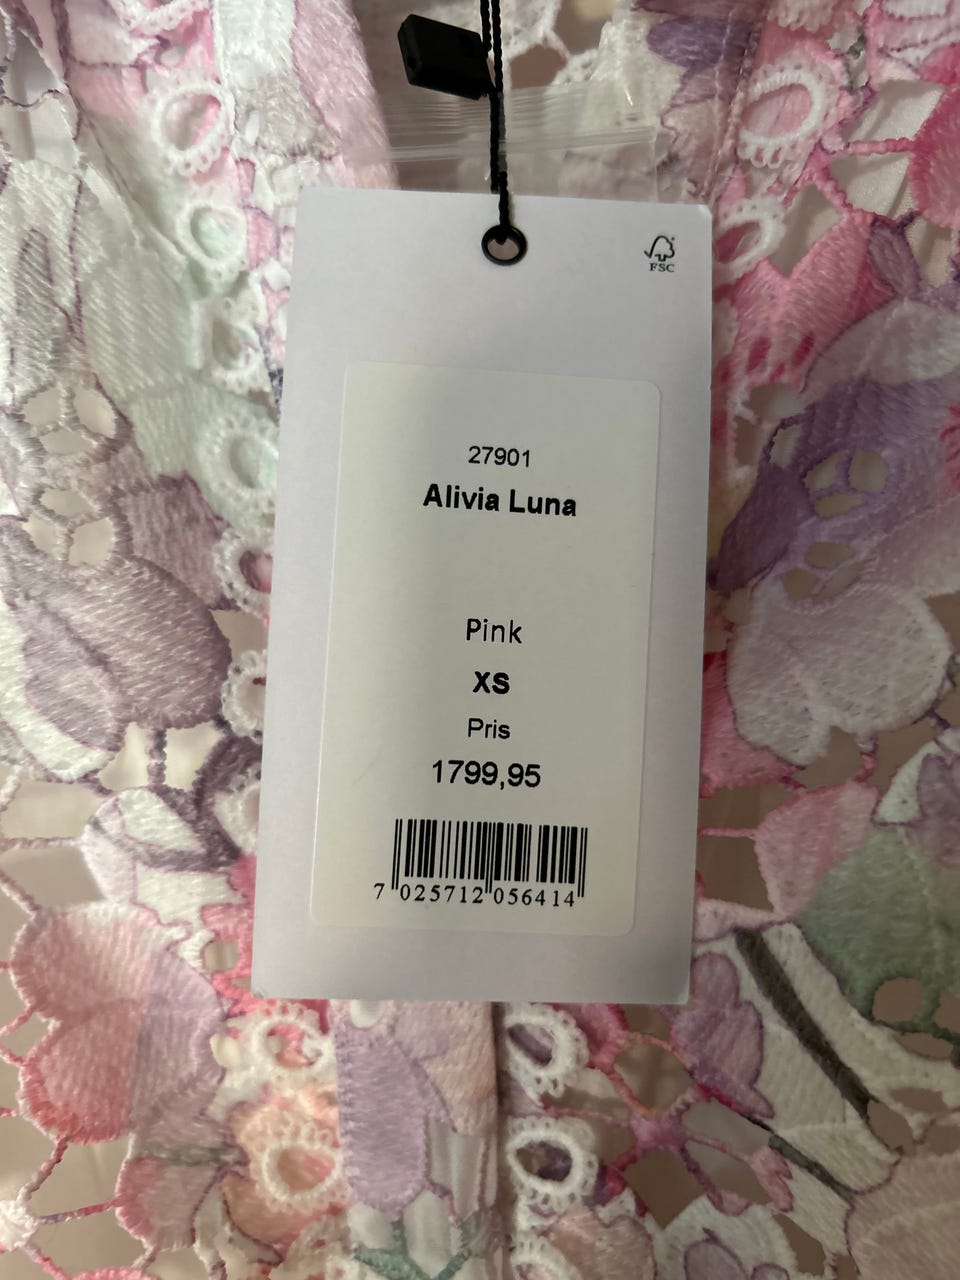 FSC
27901
Alivia Luna
Pink
XS
Pris
1799,95
7 025712 056414